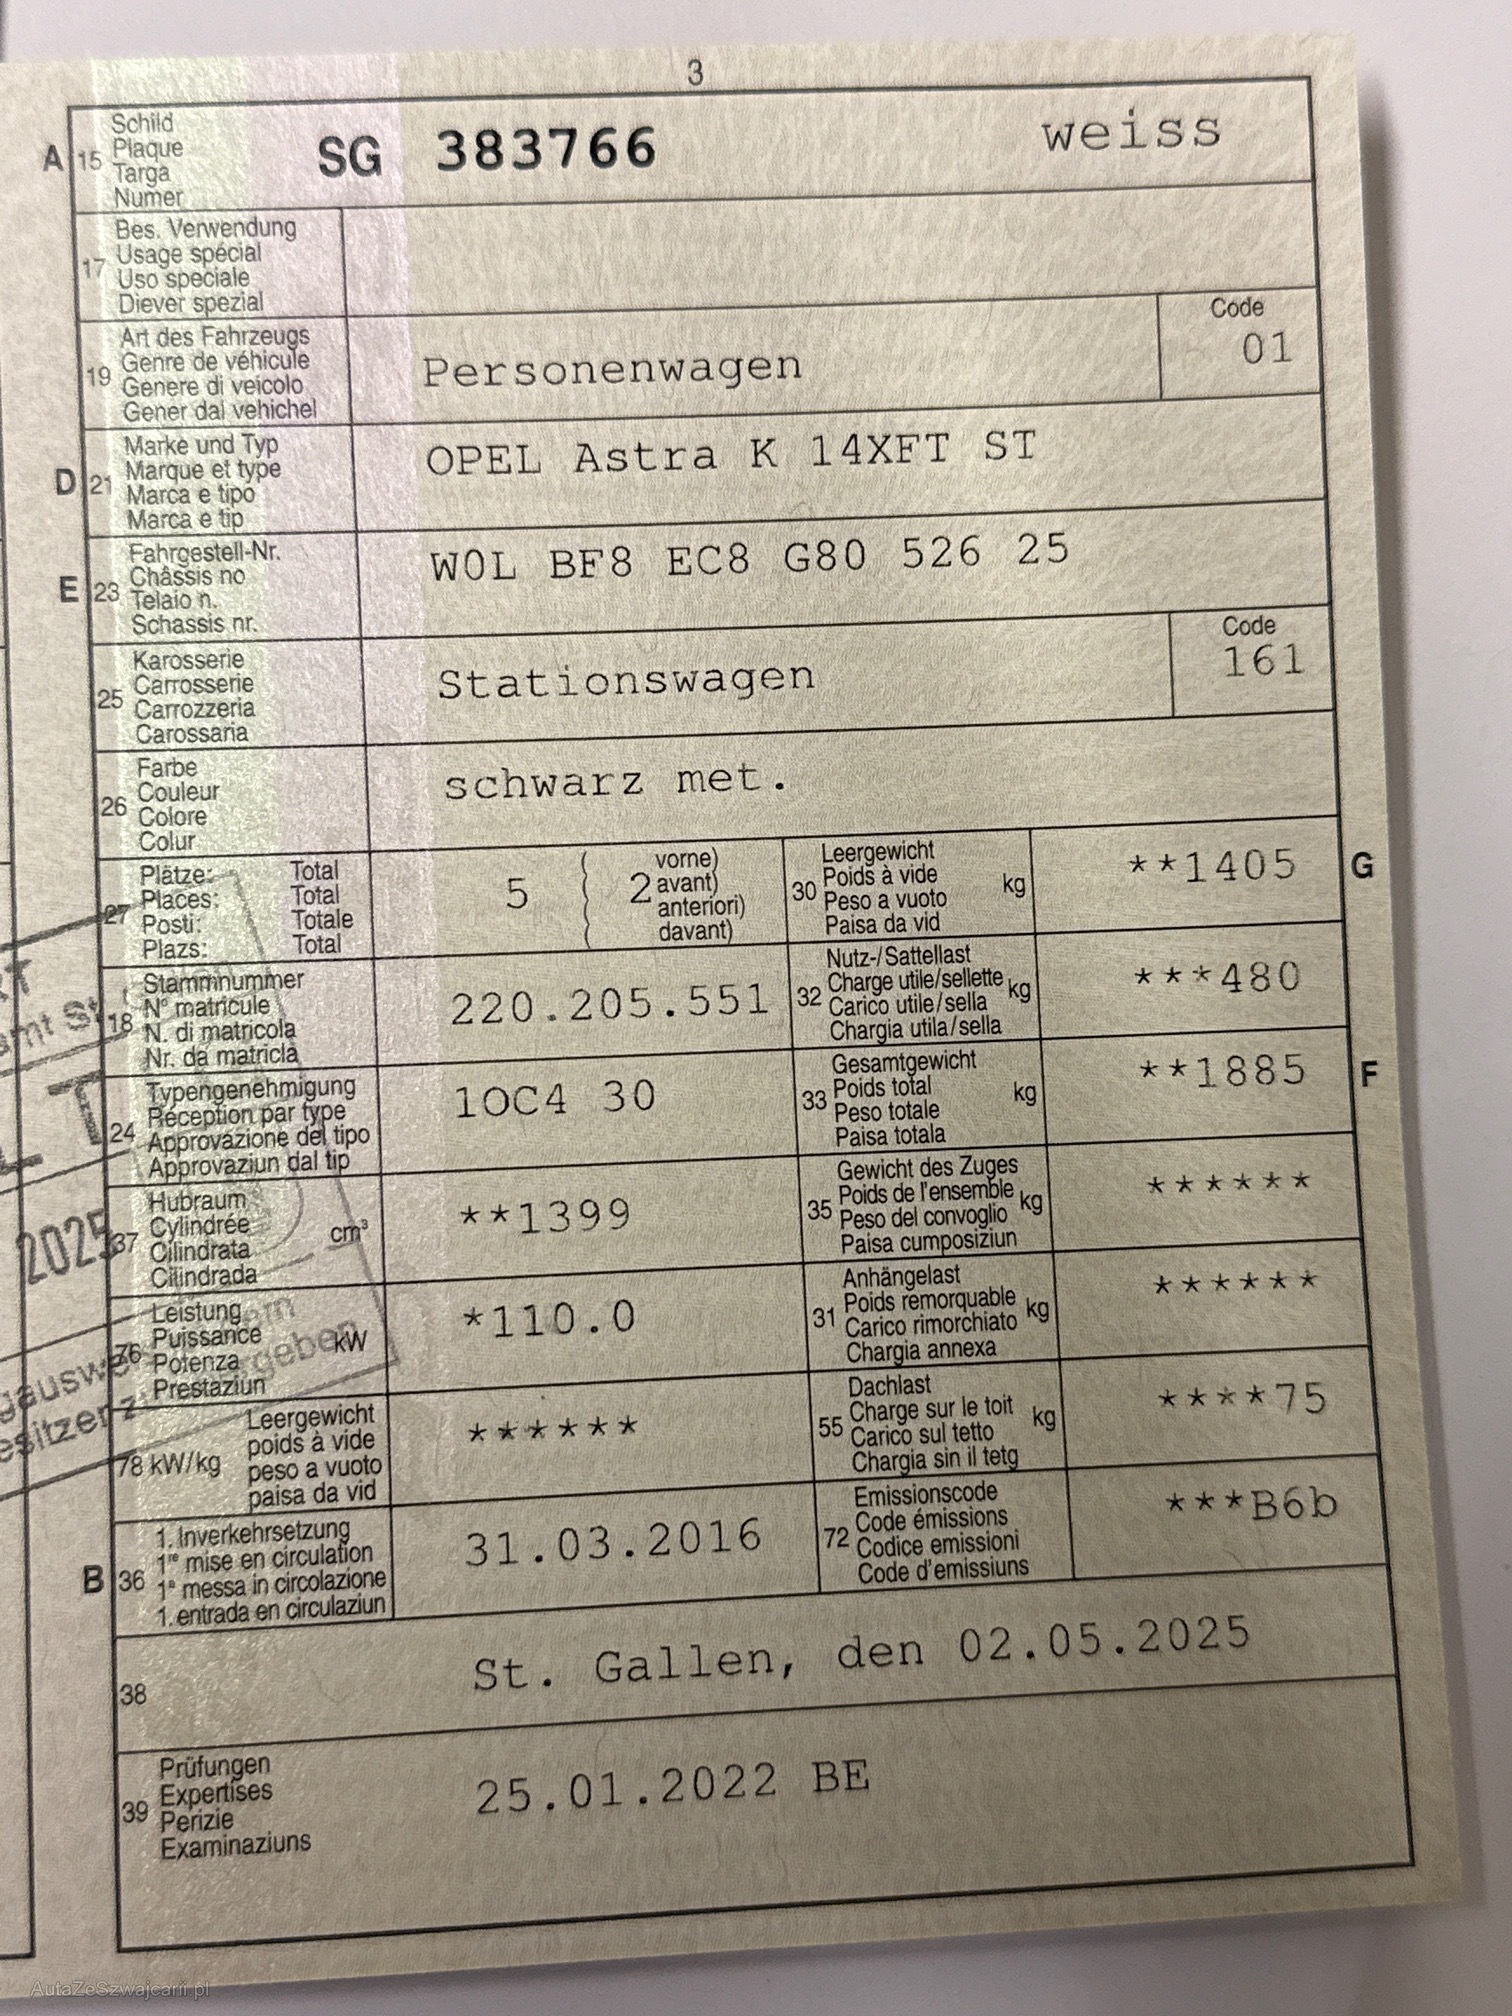 3
A 15 Schild
Plaque
Targa
Numer
SG 383766 weiss
17 Bes. Verwendung
Usage spécial
Uso speciale
Diever spezial
19 Art des Fahrzeugs
Genre de véhicule
Genere di veicolo
Gener dal vehichel
Personenwagen
Code
01
D 21 Marke und Typ
Marque et type
Marca e tipo
Marca e tip
OPEL Astra K 14XFT ST
E 23 Fahrgestell-Nr.
Châssis no
Telaio n.
Schassis nr.
W0L BF8 EC8 G80 526 25
25 Karosserie
Carrosserie
Carrozzeria
Carossaria
Stationswagen
Code
161
26 Farbe
Couleur
Colore
Colur
schwarz met.
27 Plätze: Total
Places: Total
Posti: Totale
Plazs: Total
5 ( 2 vorne)
avant)
anteriori)
davant)
30 Leergewicht
Poids à vide
Peso a vuoto
Paisa da vid
kg
**1405 G
18 Stammnummer
N° matricule
N. di matricola
Nr. da matricla
220.205.551
32 Nutz-/Sattellast
Charge utile/sellette
Carico utile/sella
Chargia utila/sella
kg
***480
24 Typengenehmigung
Réception par type
Approvazione del tipo
Approvaziun dal tip
1OC4 30
33 Gesamtgewicht
Poids total
Peso totale
Paisa totala
kg
**1885 F
37 Hubraum
Cylindrée
Cilindrata
Cilindrada
cm³
**1399
35 Gewicht des Zuges
Poids de l'ensemble
Peso del convoglio
Paisa cumposiziun
kg
******
76 Leistung
Puissance
Potenza
Prestaziun
kW
*110.0
31 Anhängelast
Poids remorquable
Carico rimorchiato
Chargia annexa
kg
******
78 kW/kg Leergewicht
poids à vide
peso a vuoto
paisa da vid
******
55 Dachlast
Charge sur le toit
Carico sul tetto
Chargia sin il tetg
kg
****75
B 36 1. Inverkehrsetzung
1re mise en circulation
1a messa in circolazione
1. entrada en circulaziun
31.03.2016
72 Emissionscode
Code émissions
Codice emissioni
Code d'emissiuns
***B6b
38
St. Gallen, den 02.05.2025
39 Prüfungen
Expertises
Perizie
Examinaziuns
25.01.2022 BE
2025
AutaZeSzwajcarii.pl